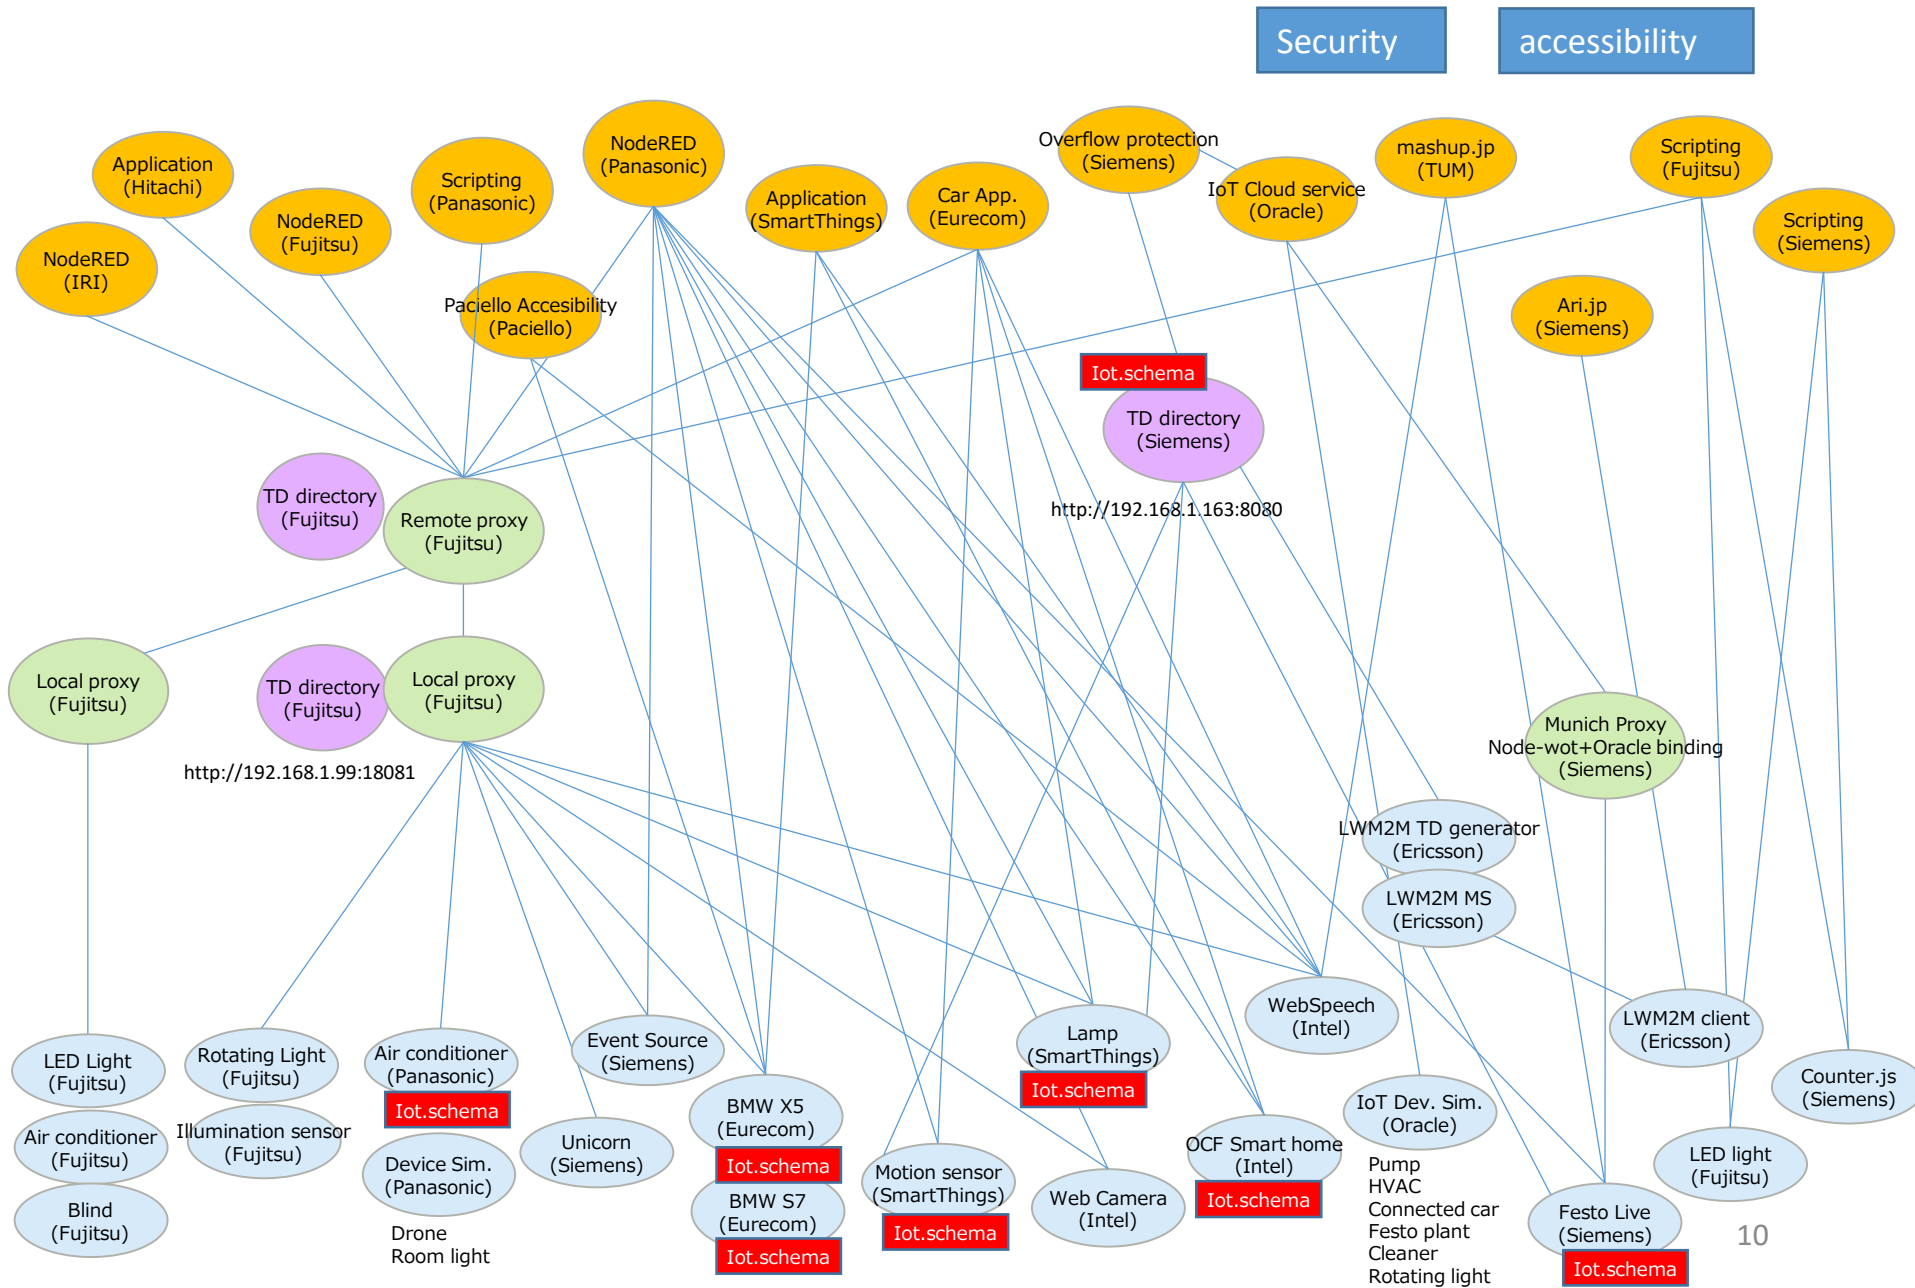 Security
accessibility
Application
(Hitachi)
NodeRED
(IRI)
NodeRED
(Fujitsu)
Scripting
(Panasonic)
NodeRED
(Panasonic)
Paciello Accesibility
(Paciello)
Application
(SmartThings)
Car App.
(Eurecom)
Overflow protection
(Siemens)
IoT Cloud service
(Oracle)
mashup.jp
(TUM)
Scripting
(Fujitsu)
Scripting
(Siemens)
Ari.jp
(Siemens)
Iot.schema
TD directory
(Siemens)
http://192.168.1.163:8080
TD directory
(Fujitsu)
Remote proxy
(Fujitsu)
Local proxy
(Fujitsu)
TD directory
(Fujitsu)
Local proxy
(Fujitsu)
http://192.168.1.99:18081
Munich Proxy
Node-wot+Oracle binding
(Siemens)
LWM2M TD generator
(Ericsson)
LWM2M MS
(Ericsson)
WebSpeech
(Intel)
LWM2M client
(Ericsson)
Counter.js
(Siemens)
LED Light
(Fujitsu)
Air conditioner
(Fujitsu)
Blind
(Fujitsu)
Rotating Light
(Fujitsu)
Illumination sensor
(Fujitsu)
Air conditioner
(Panasonic)
Iot.schema
Device Sim.
(Panasonic)
Drone
Room light
Event Source
(Siemens)
Unicorn
(Siemens)
BMW X5
(Eurecom)
Iot.schema
BMW S7
(Eurecom)
Iot.schema
Motion sensor
(SmartThings)
Iot.schema
Lamp
(SmartThings)
Iot.schema
Web Camera
(Intel)
OCF Smart home
(Intel)
Iot.schema
IoT Dev. Sim.
(Oracle)
Pump
HVAC
Connected car
Festo plant
Cleaner
Rotating light
Festo Live
(Siemens)
Iot.schema
LED light
(Fujitsu)
10